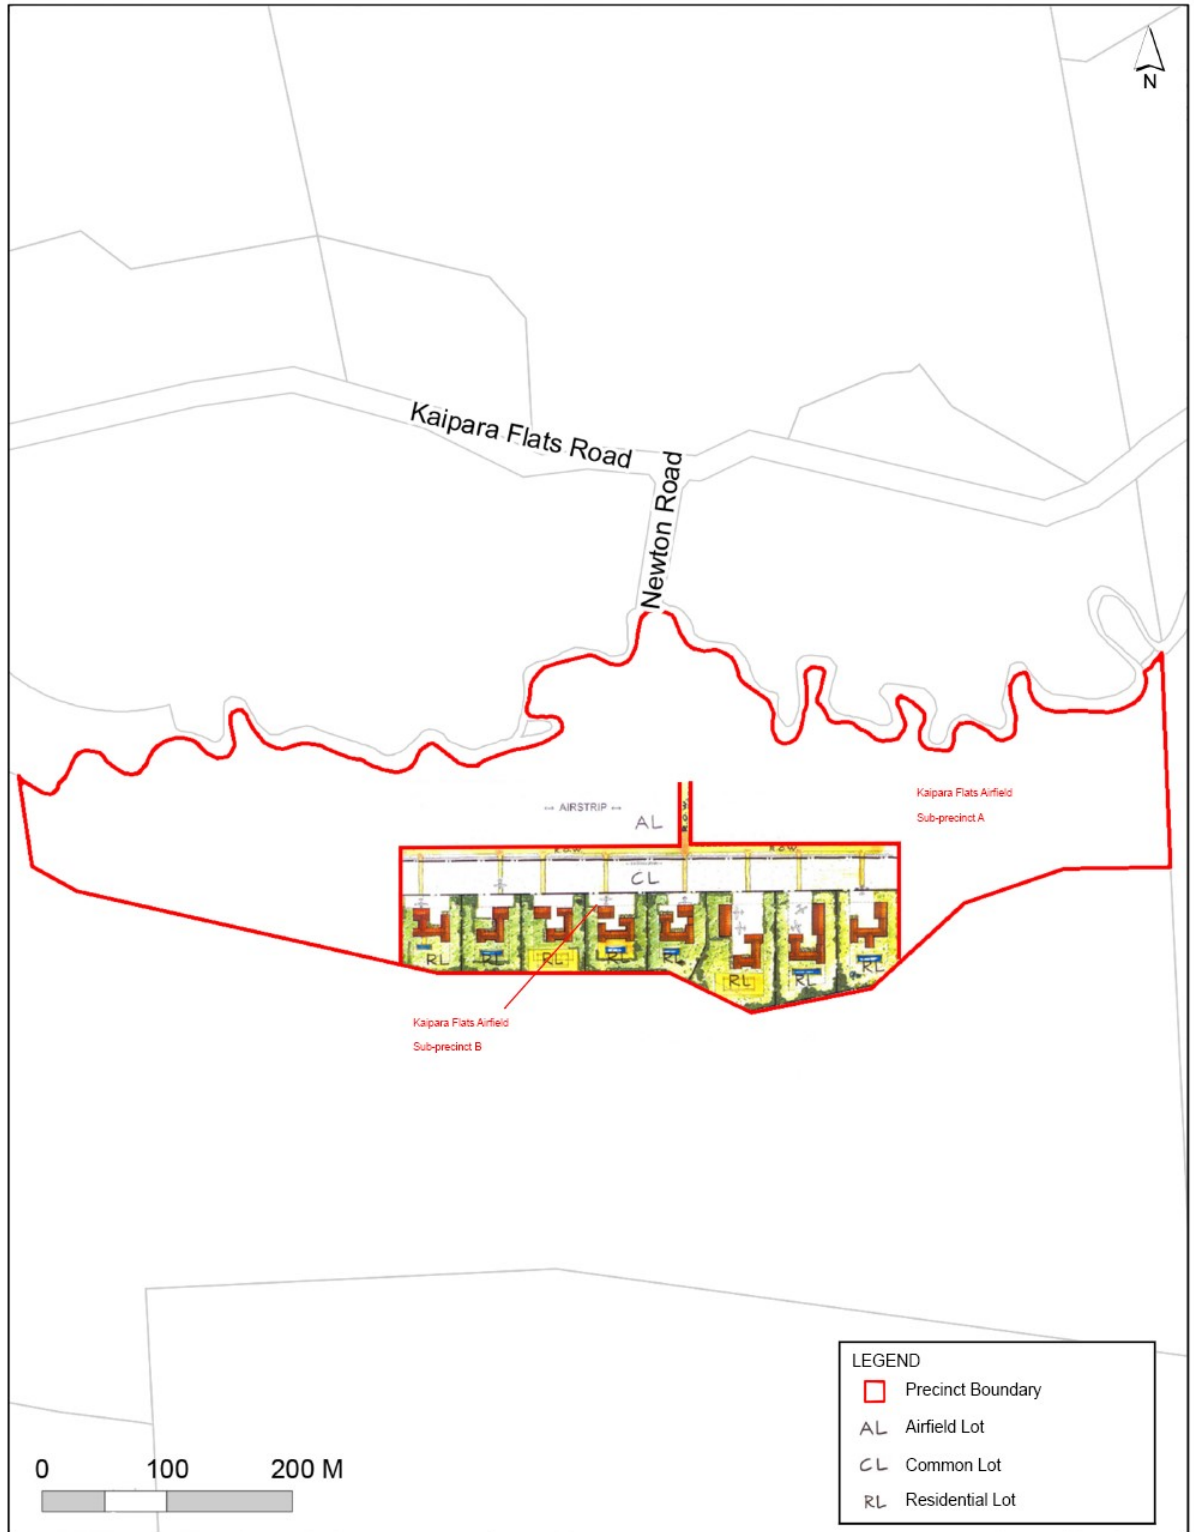 N
Kaipara Flats Road
Newton Road
Kaipara Flats Airfield
Sub-precinct A
AIRSTRIP
AL
R.O.W.
R.O.W.
R.O.W.
CL
RL
RL
RL
RL
RL
RL
RL
RL
Kaipara Flats Airfield
Sub-precinct B
LEGEND
Precinct Boundary
AL Airfield Lot
CL Common Lot
RL Residential Lot
0 100 200 M